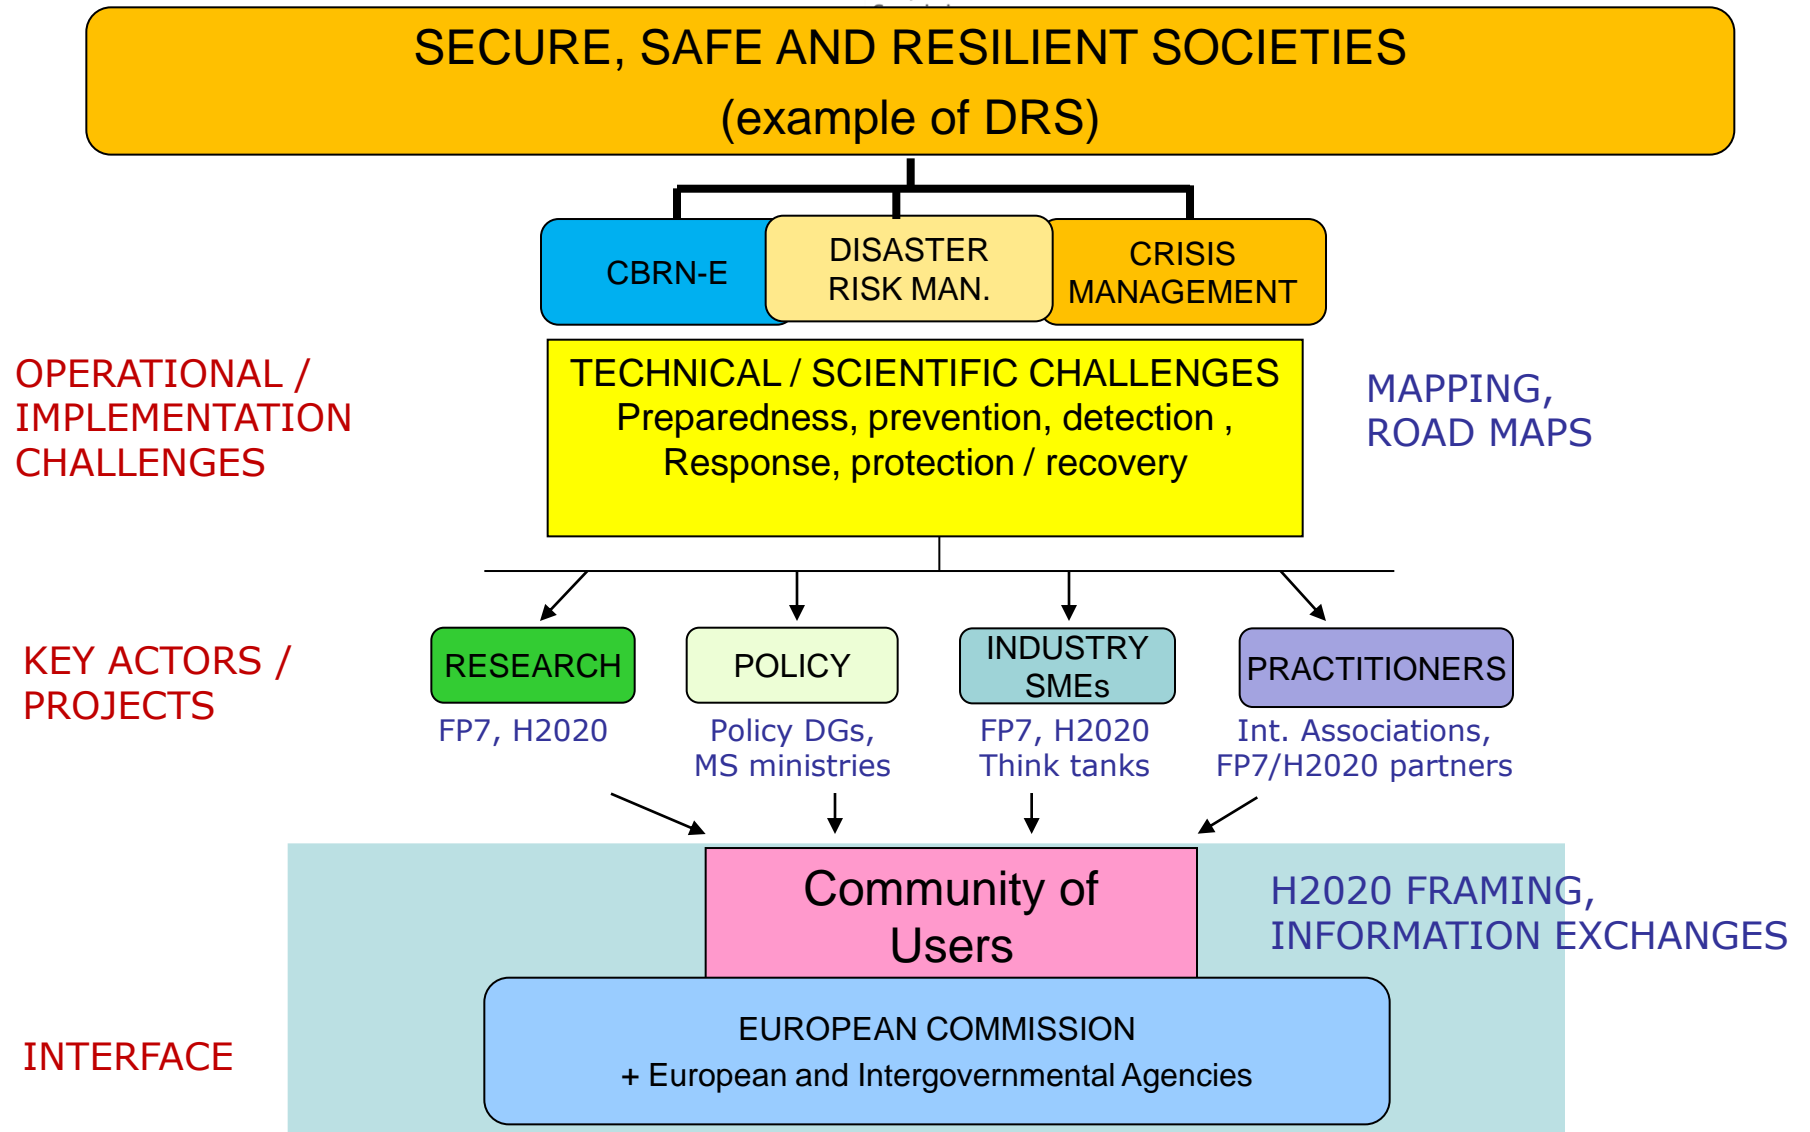 SECURE, SAFE AND RESILIENT SOCIETIES
(example of DRS)
CBRN-E
DISASTER
RISK MAN.
CRISIS
MANAGEMENT
OPERATIONAL /
IMPLEMENTATION
CHALLENGES
TECHNICAL / SCIENTIFIC CHALLENGES
Preparedness, prevention, detection ,
Response, protection / recovery
MAPPING,
ROAD MAPS
KEY ACTORS /
PROJECTS
RESEARCH
FP7, H2020
POLICY
Policy DGs,
MS ministries
INDUSTRY
SMEs
FP7, H2020
Think tanks
PRACTITIONERS
Int. Associations,
FP7/H2020 partners
Community of
Users
H2020 FRAMING,
INFORMATION EXCHANGES
INTERFACE
EUROPEAN COMMISSION
+ European and Intergovernmental Agencies